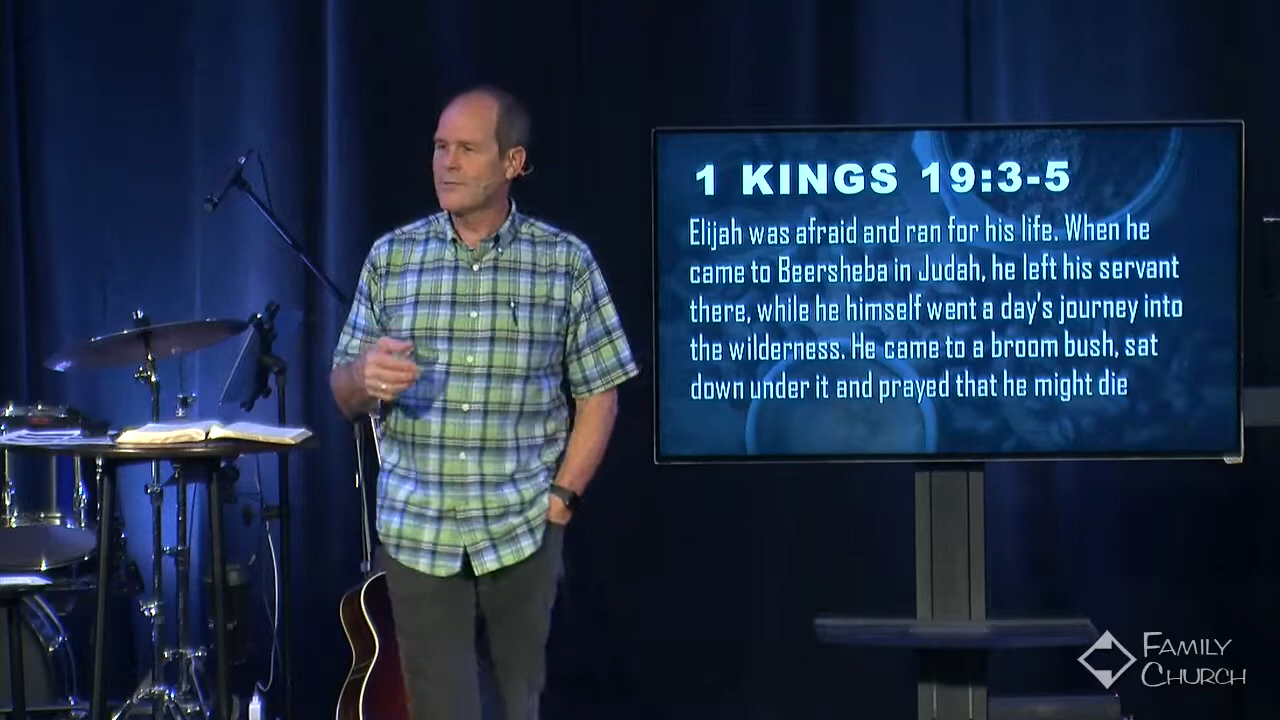 1 KINGS 19:3-5
Elijah was afraid and ran for his life. When he
came to Beersheba in Judah, he left his servant
there, while he himself went a day's journey into
the wilderness. He came to a broom bush, sat
down under it and prayed that he might die
FAMILY
CHURCH